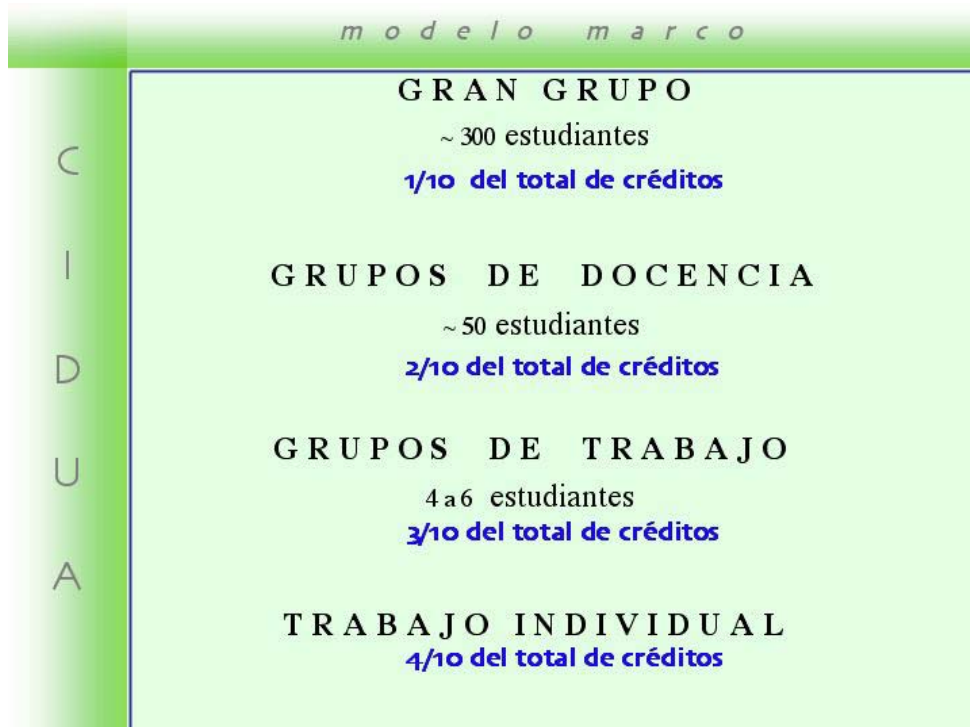 modelo marco
C
I
D
U
A
GRAN GRUPO
~ 300 estudiantes
1/10 del total de créditos
GRUPOS DE DOCENCIA
~ 50 estudiantes
2/10 del total de créditos
GRUPOS DE TRABAJO
4 a 6 estudiantes
3/10 del total de créditos
TRABAJO INDIVIDUAL
4/10 del total de créditos